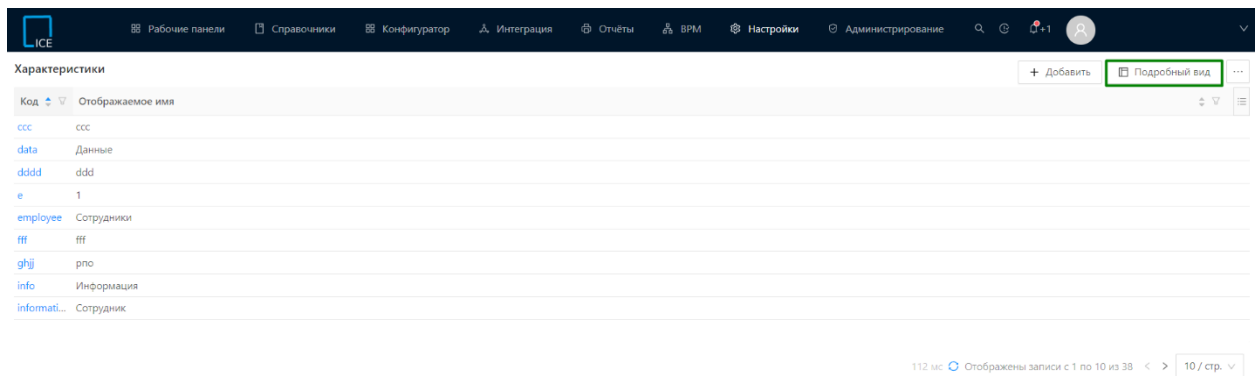 ICE Рабочие панели Справочники Конфигуратор Интеграция Отчёты BPM Настройки Администрирование +1
Характеристики + Добавить Подробный вид ...
Код Отображаемое имя
ccc ccc
data Данные
dddd ddd
e 1
employee Сотрудники
fff fff
ghjj рпо
info Информация
informati... Сотрудник
112 мс Отображены записи с 1 по 10 из 38 < > 10 / стр.